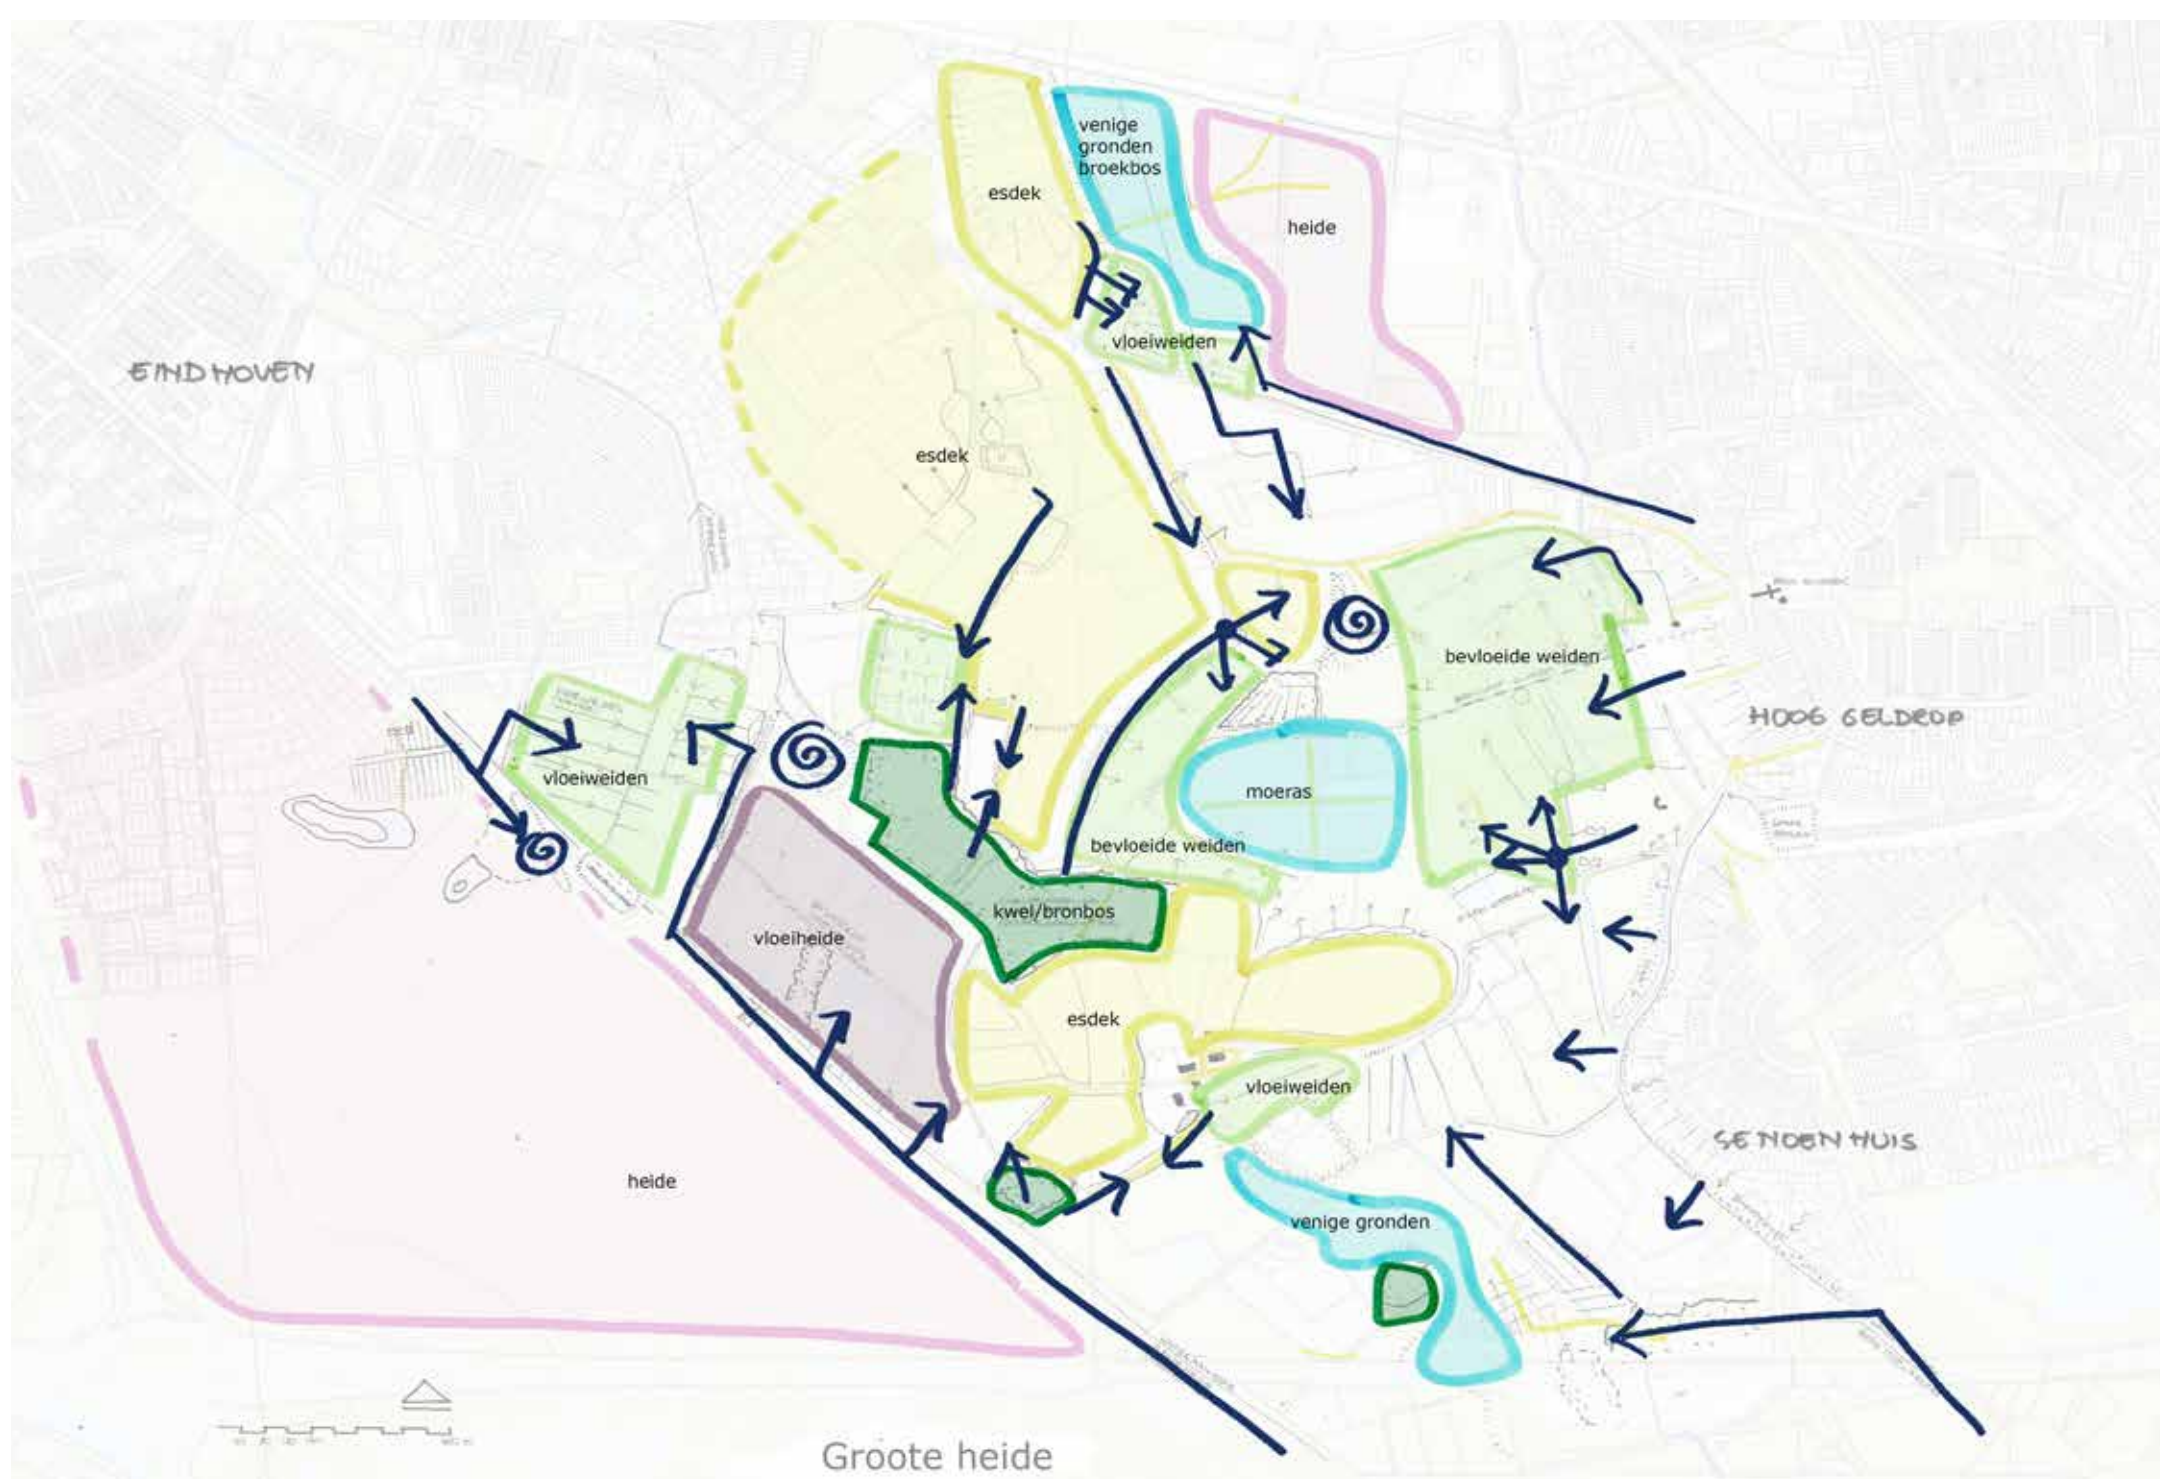 venige
gronden
broekbos
esdek
heide
vloeiweiden
EINDHOVEN
esdek
bevloeide weiden
HOOG GELDROP
vloeiweiden
moeras
bevloeide weiden
kwel/bronbos
vloeiheide
esdek
vloeiweiden
GENOENHUIS
heide
venige gronden
Groote heide